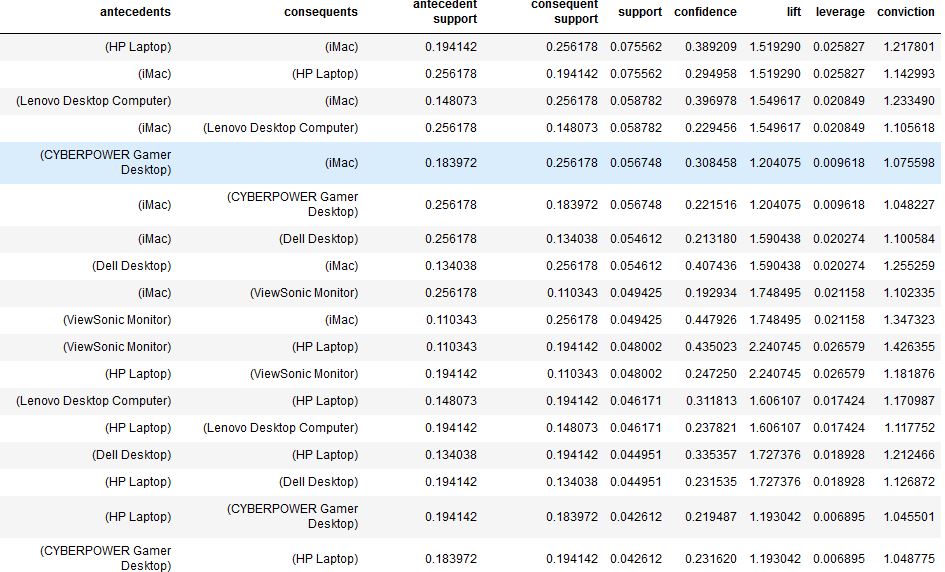 antecedents consequents antecedent support consequent support support confidence lift leverage conviction
(HP Laptop) (iMac) 0.194142 0.256178 0.075562 0.389209 1.519290 0.025827 1.217801
(iMac) (HP Laptop) 0.256178 0.194142 0.075562 0.294958 1.519290 0.025827 1.142993
(Lenovo Desktop Computer) (iMac) 0.148073 0.256178 0.058782 0.396978 1.549617 0.020849 1.233490
(iMac) (Lenovo Desktop Computer) 0.256178 0.148073 0.058782 0.229456 1.549617 0.020849 1.105618
(CYBERPOWER Gamer Desktop) (iMac) 0.183972 0.256178 0.056748 0.308458 1.204075 0.009618 1.075598
(iMac) (CYBERPOWER Gamer Desktop) 0.256178 0.183972 0.056748 0.221516 1.204075 0.009618 1.048227
(iMac) (Dell Desktop) 0.256178 0.134038 0.054612 0.213180 1.590438 0.020274 1.100584
(Dell Desktop) (iMac) 0.134038 0.256178 0.054612 0.407436 1.590438 0.020274 1.255259
(iMac) (ViewSonic Monitor) 0.256178 0.110343 0.049425 0.192934 1.748495 0.021158 1.102335
(ViewSonic Monitor) (iMac) 0.110343 0.256178 0.049425 0.447926 1.748495 0.021158 1.347323
(ViewSonic Monitor) (HP Laptop) 0.110343 0.194142 0.048002 0.435023 2.240745 0.026579 1.426355
(HP Laptop) (ViewSonic Monitor) 0.194142 0.110343 0.048002 0.247250 2.240745 0.026579 1.181876
(Lenovo Desktop Computer) (HP Laptop) 0.148073 0.194142 0.046171 0.311813 1.606107 0.017424 1.170987
(HP Laptop) (Lenovo Desktop Computer) 0.194142 0.148073 0.046171 0.237821 1.606107 0.017424 1.117752
(Dell Desktop) (HP Laptop) 0.134038 0.194142 0.044951 0.335357 1.727376 0.018928 1.212466
(HP Laptop) (Dell Desktop) 0.194142 0.134038 0.044951 0.231535 1.727376 0.018928 1.126872
(HP Laptop) (CYBERPOWER Gamer Desktop) 0.194142 0.183972 0.042612 0.219487 1.193042 0.006895 1.045501
(CYBERPOWER Gamer Desktop) (HP Laptop) 0.183972 0.194142 0.042612 0.231620 1.193042 0.006895 1.048775